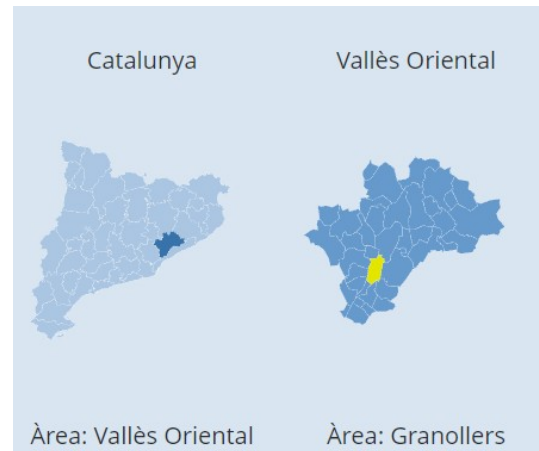 Catalunya
Vallès Oriental
Àrea: Vallès Oriental
Àrea: Granollers